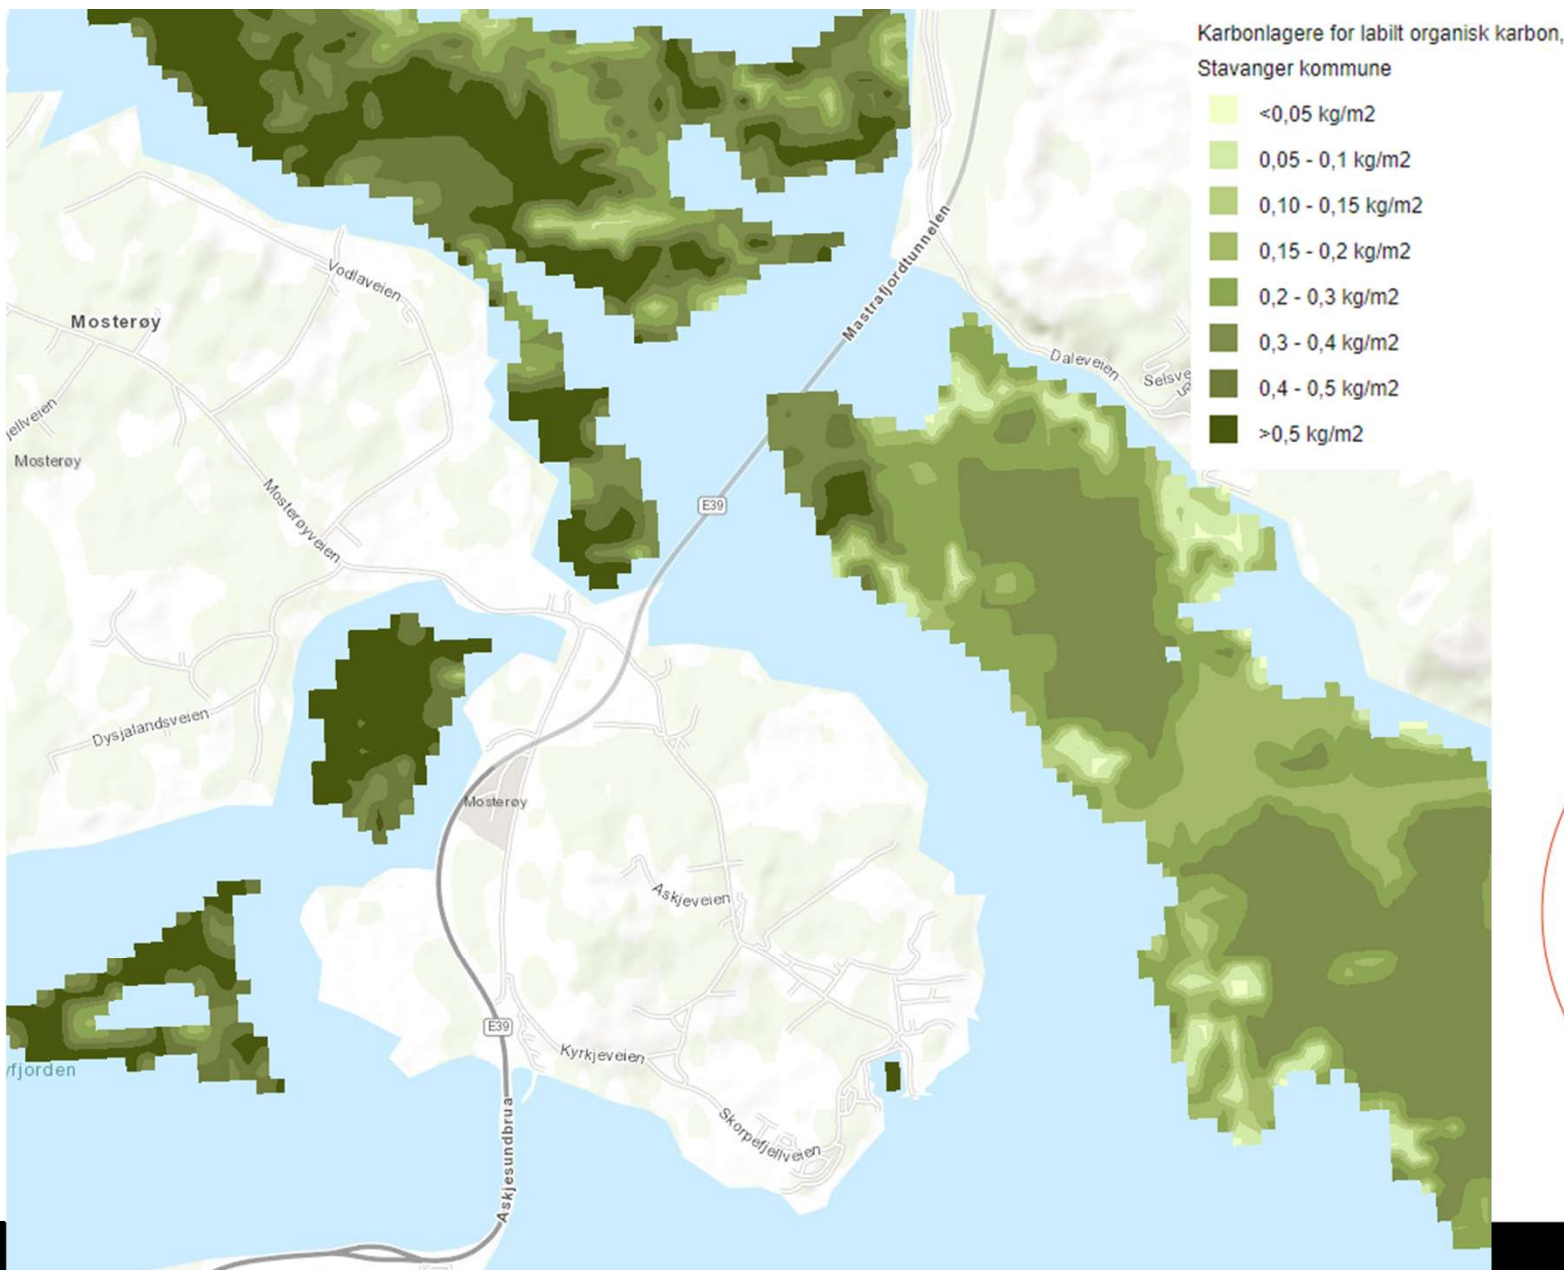 Karbonlagere for labilt organisk karbon,
Stavanger kommune
<0,05 kg/m2
0,05 - 0,1 kg/m2
0,10 - 0,15 kg/m2
0,15 - 0,2 kg/m2
0,2 - 0,3 kg/m2
0,3 - 0,4 kg/m2
0,4 - 0,5 kg/m2
>0,5 kg/m2
Mastrafjordtunnelen
Vodlaveien
Mosterøy
Daleveien
Selsve
jellveien
Mosterøy
Mosterøyveien
E39
Dysjalandsveien
Mosterøy
Askjeveien
E39
Kyrkjeveien
yfjorden
Skorpefjellveien
Askjesundbrua